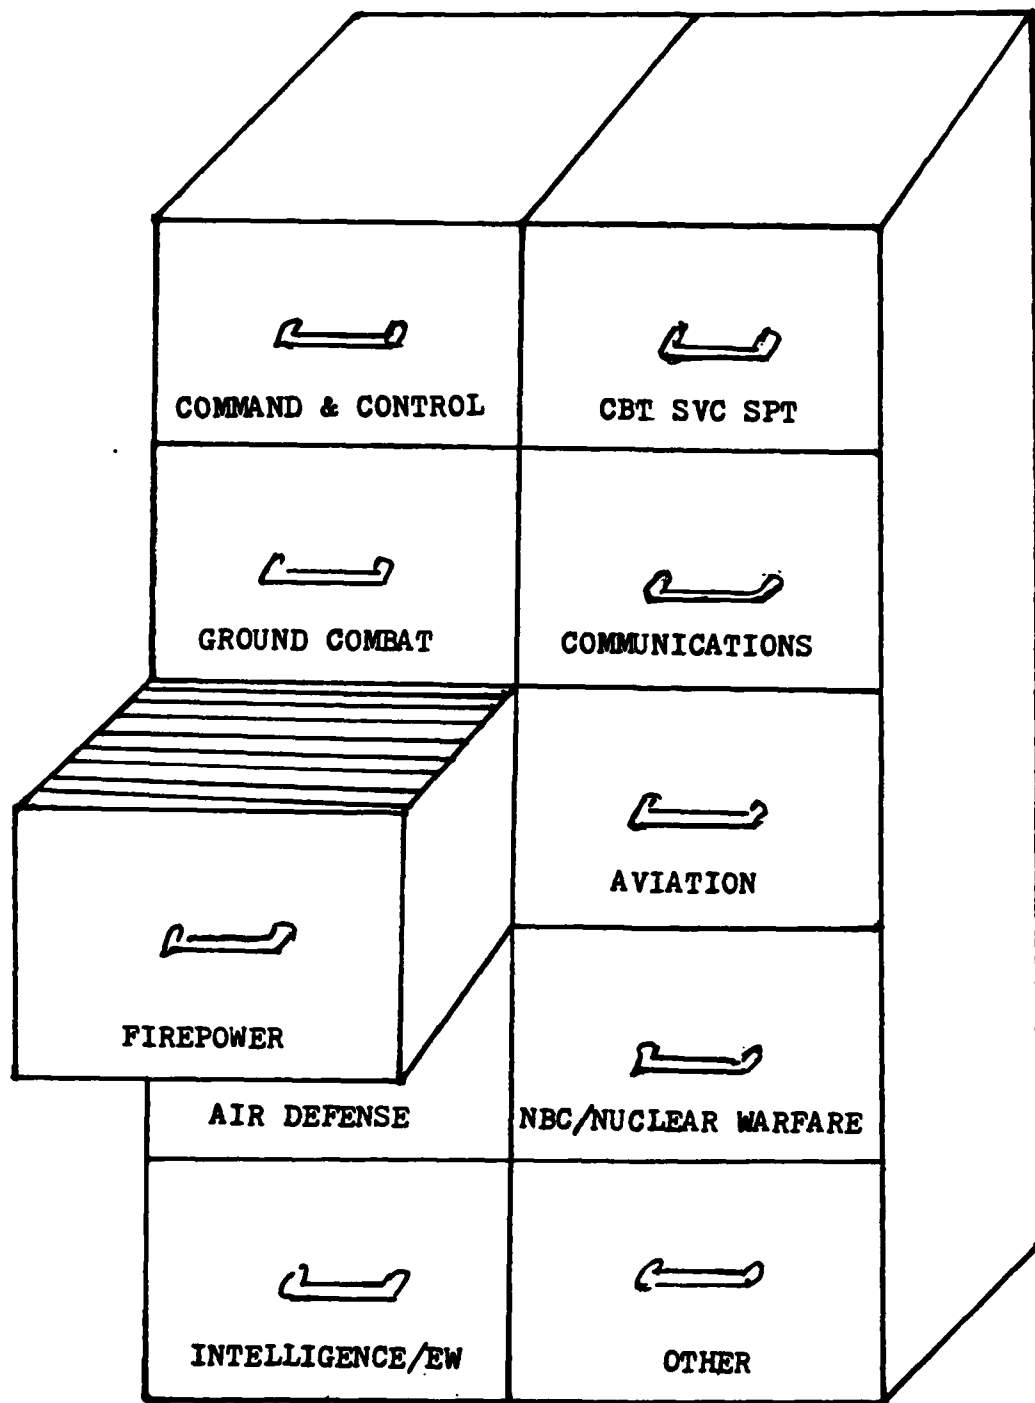 COMMAND & CONTROL
CBT SVC SPT
GROUND COMBAT
COMMUNICATIONS
AVIATION
FIREPOWER
AIR DEFENSE
NBC/NUCLEAR WARFARE
INTELLIGENCE/EW
OTHER